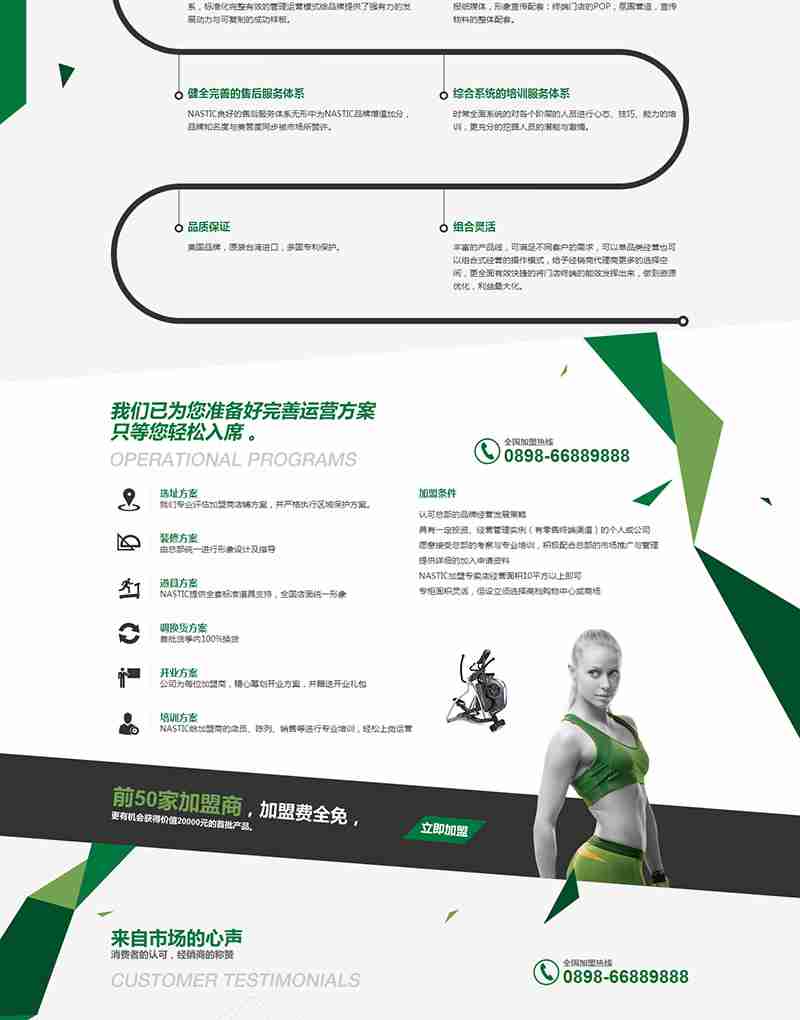 系，标准化完整有效的管理运营模式给品牌提供了强有力的发
展动力与可复制的成功样板。
报纸媒体，形象宣传配套：终端门店的POP，氛围营造，宣传
物料的整体配套。
健全完善的售后服务体系
NASTIC良好的售后服务体系无形中为NASTIC品牌增值加分，
品牌知名度与美誉度同步被市场所赞许。
综合系统的培训服务体系
时常全面系统的对各个阶层的人员进行心态、技巧、能力的培
训，更充分的挖掘人员的潜能与激情。
品质保证
美国品牌，原装台湾进口，多国专利保护。
组合灵活
丰富的产品线，可满足不同客户的需求，可以单品类经营也可
以组合式经营的操作模式，给予经销商代理商更多的选择空
间，更全面有效快捷的将门店终端的能效发挥出来，做到资源
优化，利益最大化。
我们已为您准备好完善运营方案
只等您轻松入席 。
OPERATIONAL PROGRAMS
全国加盟热线
0898-66889888
选址方案
我们专业评估加盟商店铺方案，并严格执行区域保护方案。
装修方案
由总部统一进行形象设计及指导
道具方案
NASTIC提供全套标准道具支持，全国店面统一形象
调换货方案
首批货季内100%换货
开业方案
公司为每位加盟商，精心筹划开业方案，并赠送开业礼包
培训方案
NASTIC给加盟商的店员、陈列、销售等进行专业培训，轻松上岗运营
加盟条件
认可总部的品牌经营发展策略
具有一定投资、经营管理实例（有零售终端渠道）的个人或公司
愿意接受总部的考察与专业培训，积极配合总部的市场推广与管理
提供详细的加入申请资料
NASTIC加盟专卖店经营面积10平方以上即可
专柜面积灵活，但设立须选择高档购物中心或商场
前50家加盟商，加盟费全免，
更有机会获得价值20000元的首批产品。
立即加盟
来自市场的心声
消费者的认可，经销商的称赞
CUSTOMER TESTIMONIALS
全国加盟热线
0898-66889888